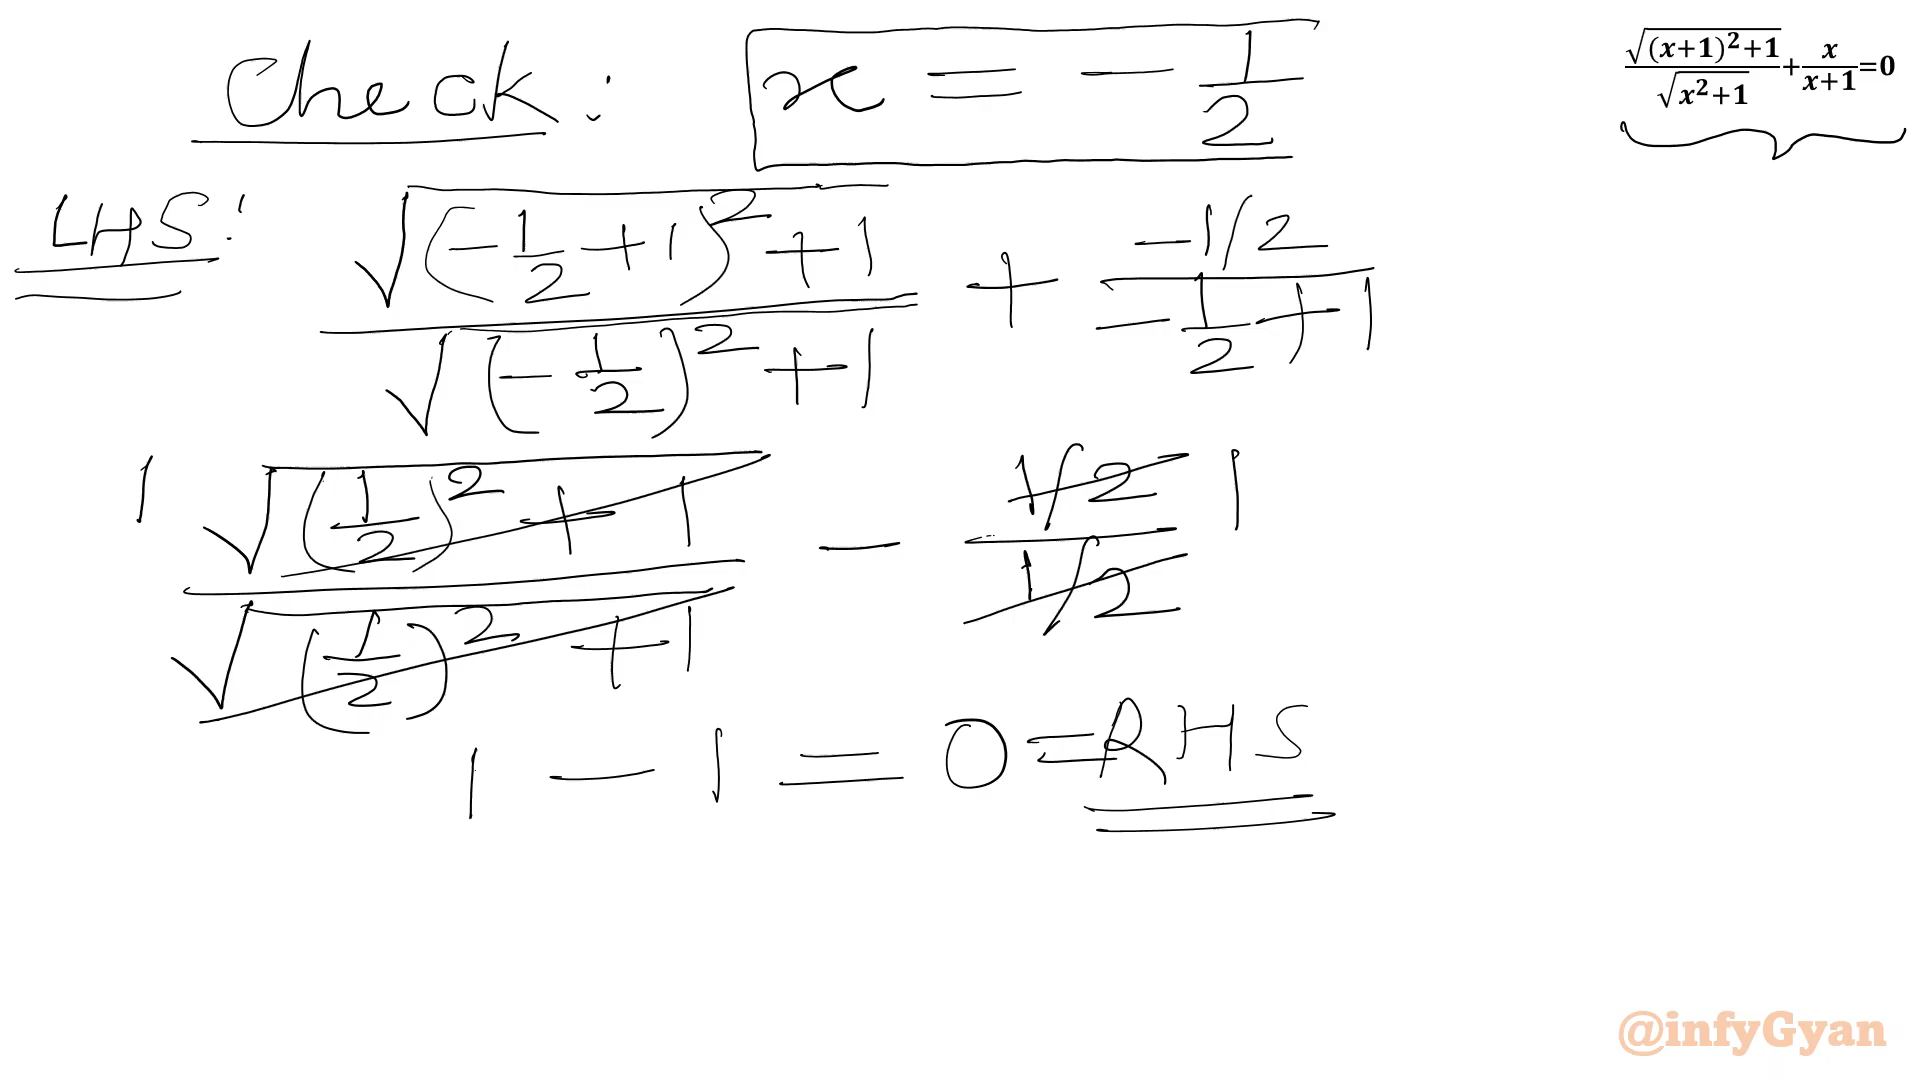 Check: x = - 1/2
√((x+1)²+1)/√(x²+1) + x/(x+1) = 0
LHS: √((-1/2+1)²+1)/√((-1/2)²+1) + (-1/2)/(-1/2+1)
1 √((1/2)²+1)/√((1/2)²+1) - (1/2)/(1/2) 1
1 - 1 = 0 = RHS
@infyGyan